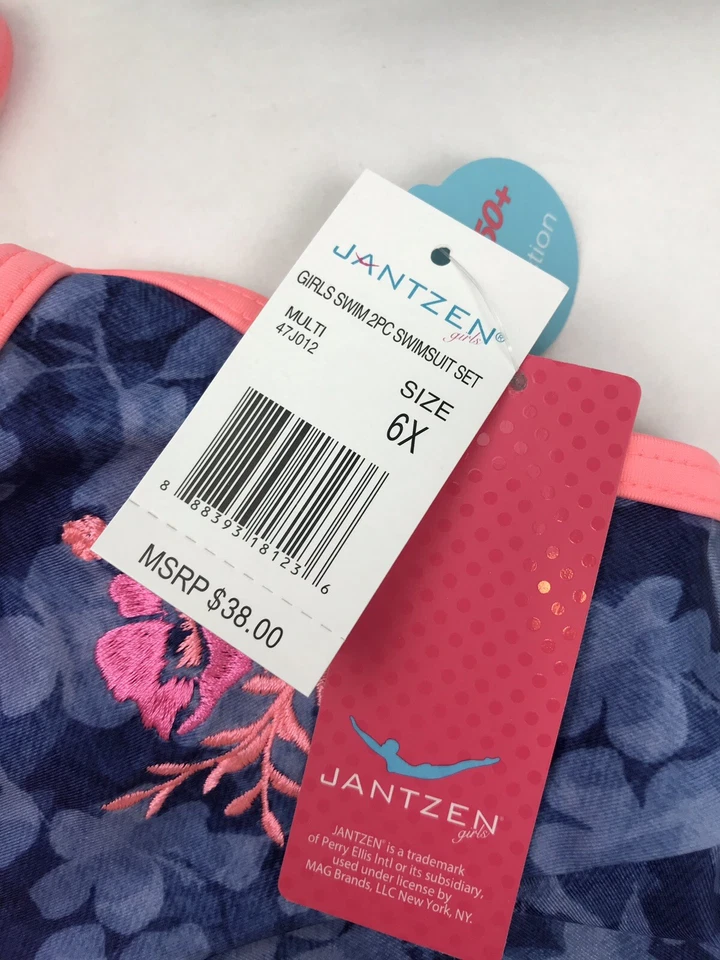 50+
tion
JANTZEN®
girls
GIRLS SWIM 2PC SWIMSUIT SET
MULTI
47J012
SIZE
6X
8 88393 18123 6
MSRP $38.00
JANTZEN®
girls
JANTZEN® is a trademark
of Perry Ellis Intl or its subsidiary,
used under license by
MAG Brands, LLC New York, NY.